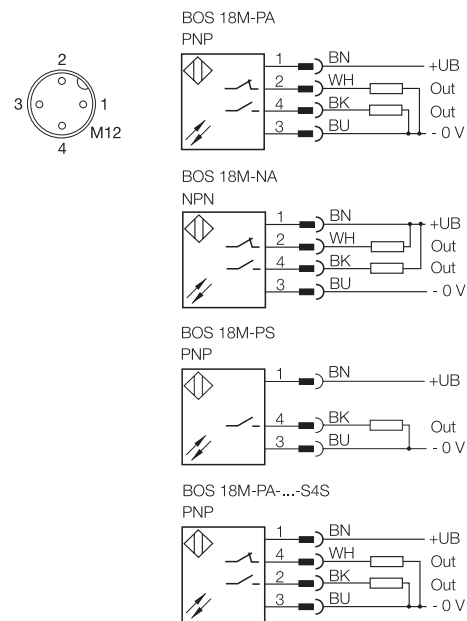 2
3
1
M12
4
BOS 18M-PA
PNP
1 BN +UB
2 WH Out
4 BK Out
3 BU - 0 V
BOS 18M-NA
NPN
1 BN +UB
2 WH Out
4 BK Out
3 BU - 0 V
BOS 18M-PS
PNP
1 BN +UB
4 BK Out
3 BU - 0 V
BOS 18M-PA-...-S4S
PNP
1 BN +UB
4 WH Out
2 BK Out
3 BU - 0 V